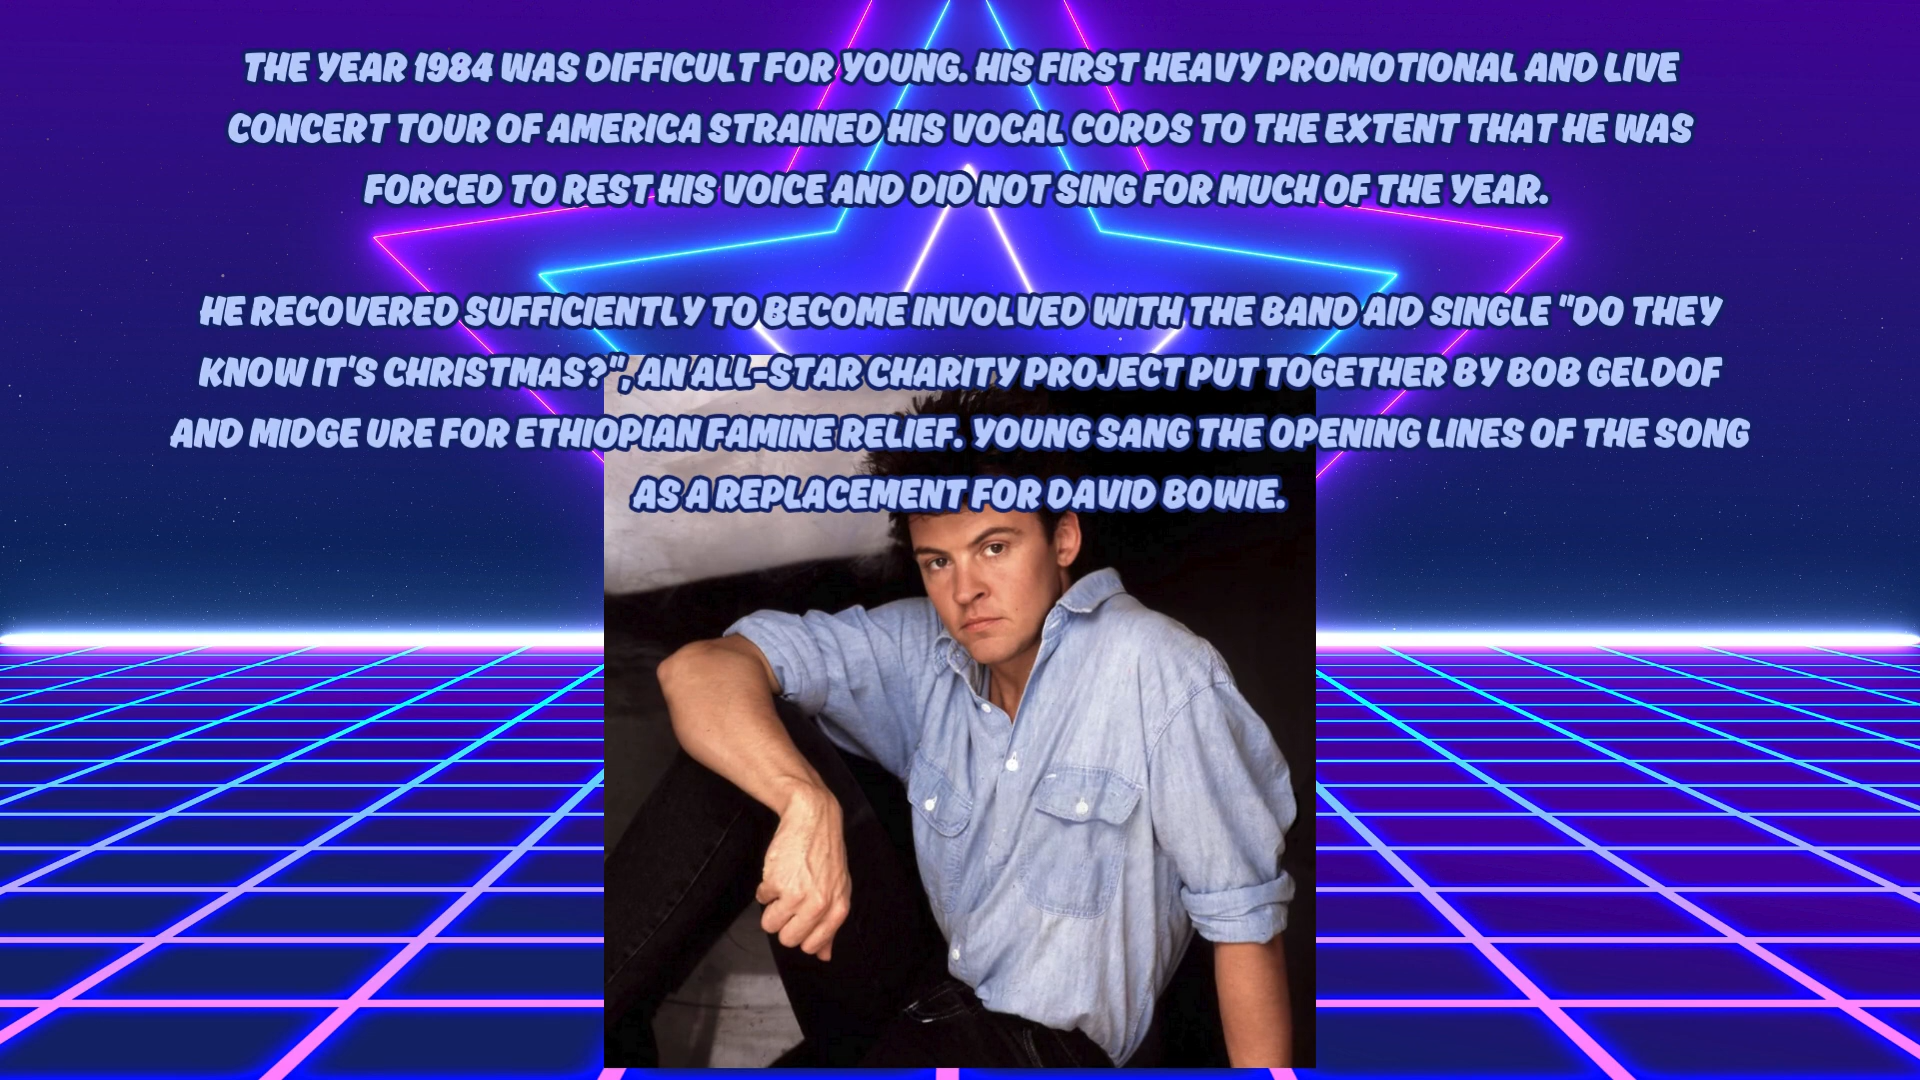 THE YEAR 1984 WAS DIFFICULT FOR YOUNG. HIS FIRST HEAVY PROMOTIONAL AND LIVE
CONCERT TOUR OF AMERICA STRAINED HIS VOCAL CORDS TO THE EXTENT THAT HE WAS
FORCED TO REST HIS VOICE AND DID NOT SING FOR MUCH OF THE YEAR.
HE RECOVERED SUFFICIENTLY TO BECOME INVOLVED WITH THE BAND AID SINGLE "DO THEY
KNOW IT'S CHRISTMAS?", AN ALL-STAR CHARITY PROJECT PUT TOGETHER BY BOB GELDOF
AND MIDGE URE FOR ETHIOPIAN FAMINE RELIEF. YOUNG SANG THE OPENING LINES OF THE SONG
AS A REPLACEMENT FOR DAVID BOWIE.